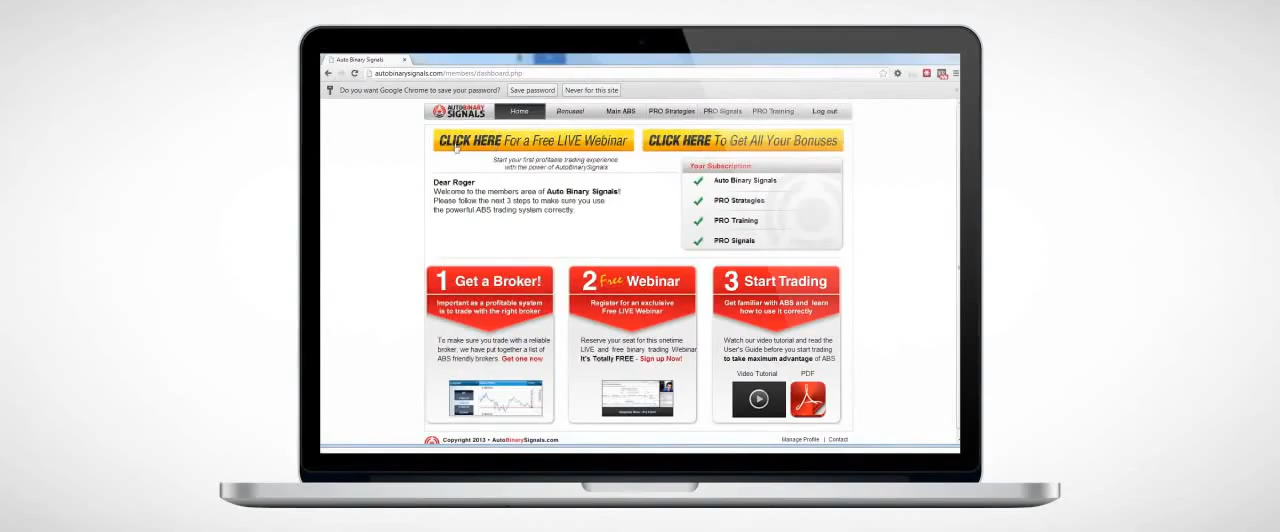 Auto Binary Signals
autobinarysignals.com/members/dashboard.php
Do you want Google Chrome to save your password? Save password Never for this site
AUTOBINARY SIGNALS Home Bonuses! Main ABS PRO Strategies PRO Signals PRO Training Log out
CLICK HERE For a Free LIVE Webinar
CLICK HERE To Get All Your Bonuses
Start your first profitable trading experience
with the power of AutoBinarySignals
Dear Roger
Welcome to the members area of Auto Binary Signals!
Please follow the next 3 steps to make sure you use
the powerful ABS trading system correctly.
Your Subscription
Auto Binary Signals
PRO Strategies
PRO Training
PRO Signals
1 Get a Broker!
Important as a profitable system
is to trade with the right broker
To make sure you trade with a reliable
broker, we have put together a list of
ABS friendly brokers. Get one now
2 Free Webinar
Register for an exclulsive
Free LIVE Webinar
Reserve your seat for this onetime
LIVE and free binary trading Webinar
It's Totally FREE - Sign up Now!
3 Start Trading
Get familiar with ABS and learn
how to use it correctly
Watch our video tutorial and read the
User's Guide before you start trading
to take maximum advantage of ABS
Video Tutorial PDF
Copyright 2013 • AutoBinarySignals.com
Manage Profile | Contact